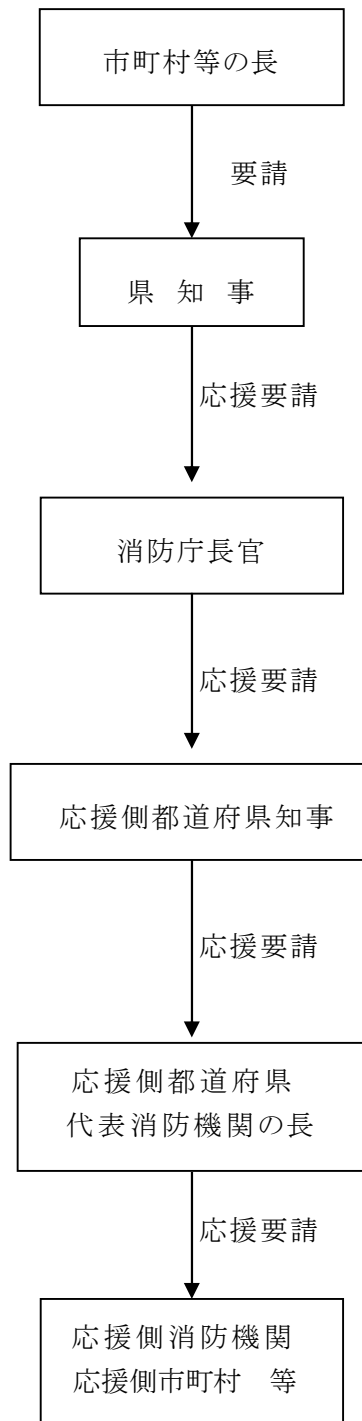 市町村等の長
要請
県 知 事
応援要請
消防庁長官
応援要請
応援側都道府県知事
応援要請
応援側都道府県
代表消防機関の長
応援要請
応援側消防機関
応援側市町村 等